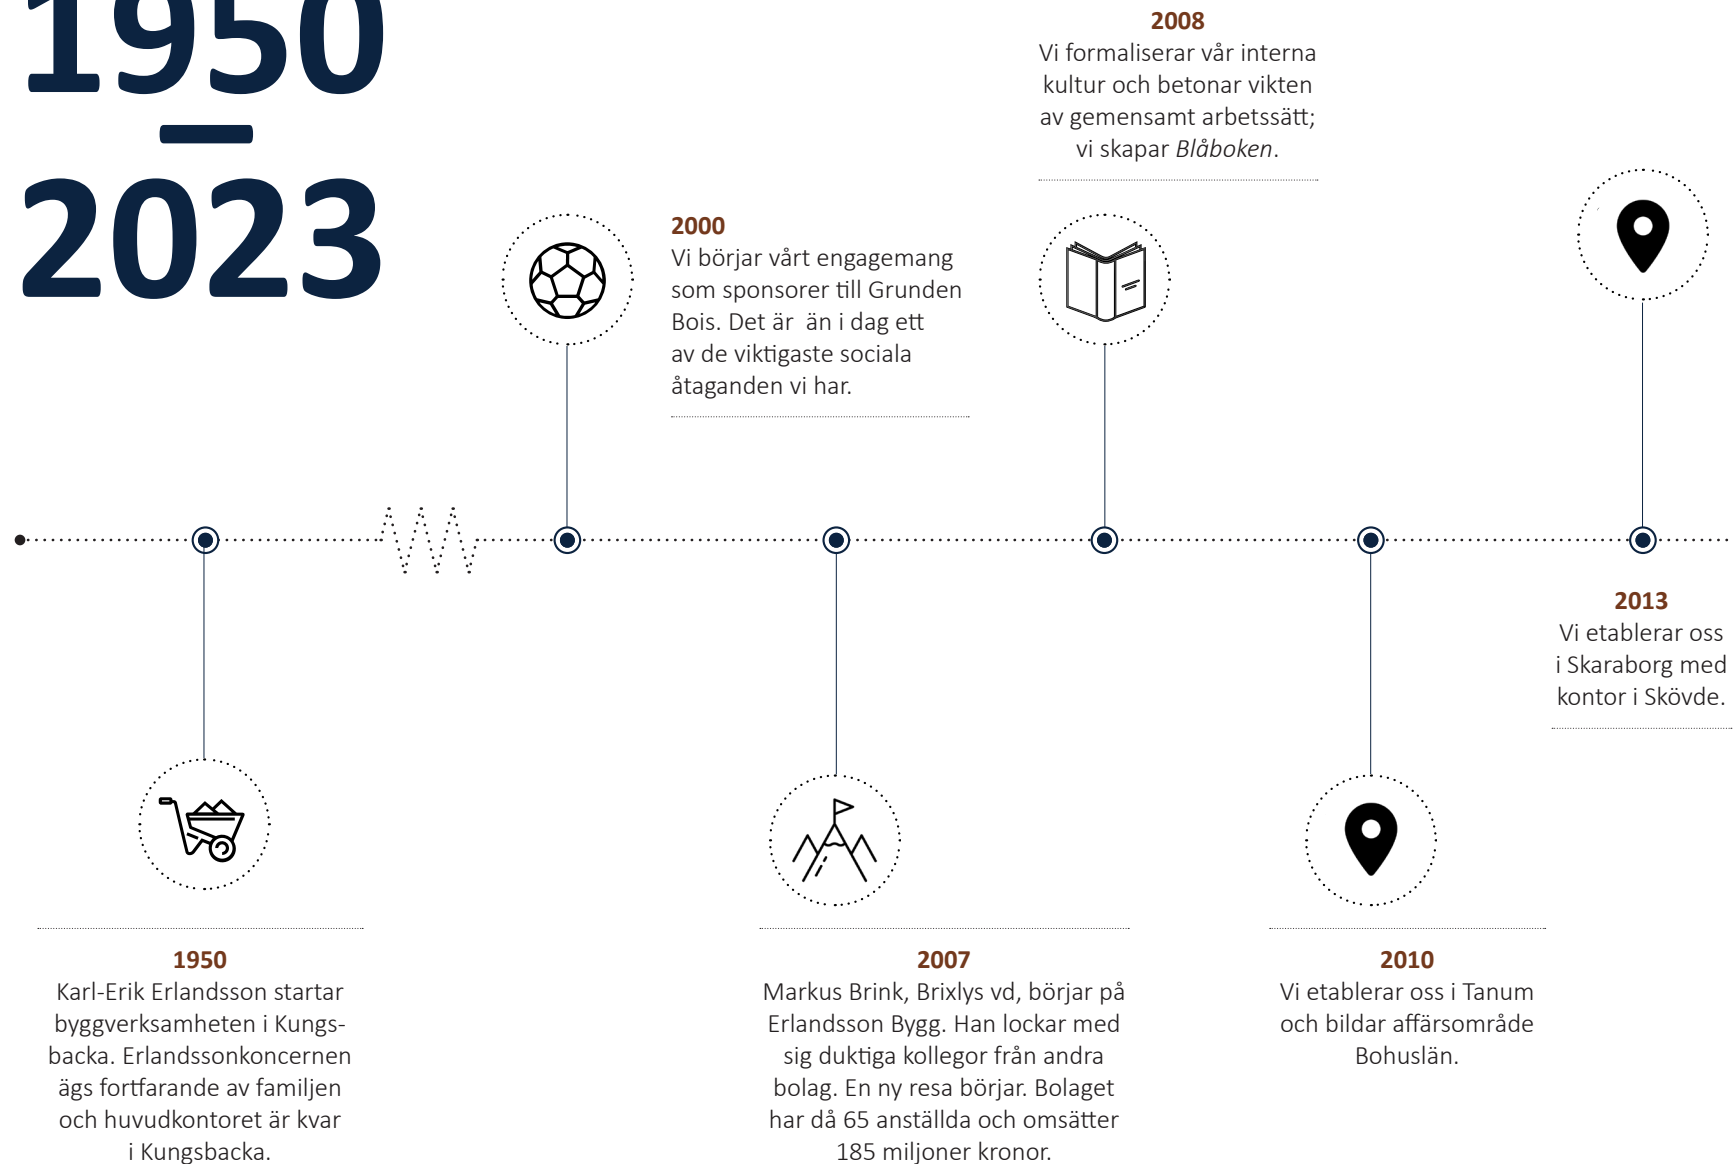 1950
–
2023
2008
Vi formaliserar vår interna
kultur och betonar vikten
av gemensamt arbetssätt;
vi skapar Blåboken.
2000
Vi börjar vårt engagemang
som sponsorer till Grunden
Bois. Det är än i dag ett
av de viktigaste sociala
åtaganden vi har.
2013
Vi etablerar oss
i Skaraborg med
kontor i Skövde.
1950
Karl-Erik Erlandsson startar
byggverksamheten i Kungs-
backa. Erlandssonkoncernen
ägs fortfarande av familjen
och huvudkontoret är kvar
i Kungsbacka.
2007
Markus Brink, Brixlys vd, börjar på
Erlandsson Bygg. Han lockar med
sig duktiga kollegor från andra
bolag. En ny resa börjar. Bolaget
har då 65 anställda och omsätter
185 miljoner kronor.
2010
Vi etablerar oss i Tanum
och bildar affärsområde
Bohuslän.